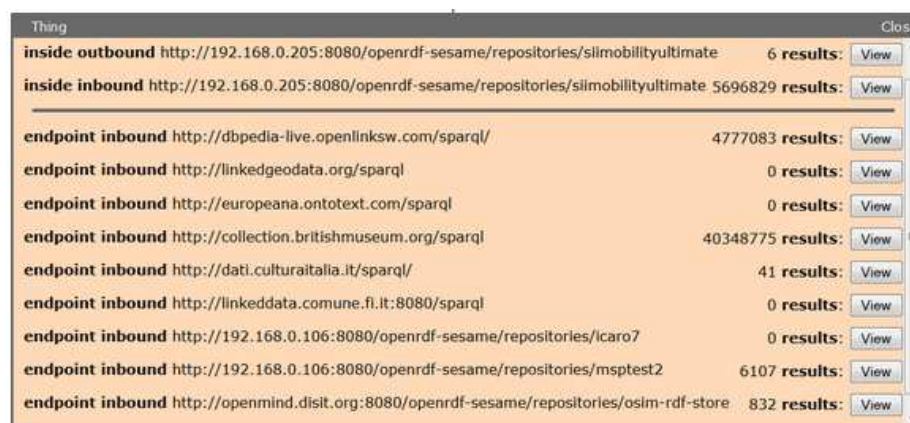 Thing Clos
inside outbound http://192.168.0.205:8080/openrdf-sesame/repositories/siimobilityultimate 6 results: View
inside inbound http://192.168.0.205:8080/openrdf-sesame/repositories/siimobilityultimate 5696829 results: View
endpoint inbound http://dbpedia-live.openlinksw.com/sparql/ 4777083 results: View
endpoint inbound http://linkedgeodata.org/sparql 0 results: View
endpoint inbound http://europeana.ontotext.com/sparql 0 results: View
endpoint inbound http://collection.britishmuseum.org/sparql 40348775 results: View
endpoint inbound http://dati.culturaitalia.it/sparql/ 41 results: View
endpoint inbound http://linkeddata.comune.fi.it:8080/sparql 0 results: View
endpoint inbound http://192.168.0.106:8080/openrdf-sesame/repositories/icaro7 0 results: View
endpoint inbound http://192.168.0.106:8080/openrdf-sesame/repositories/msptest2 6107 results: View
endpoint inbound http://openmind.disit.org:8080/openrdf-sesame/repositories/osim-rdf-store 832 results: View